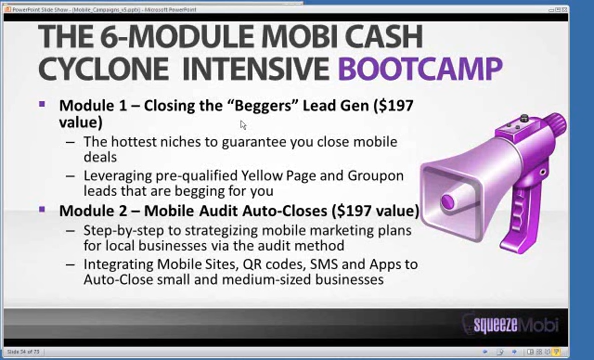 PowerPoint Slide Show - [Mobile_Campaigns_v5.pptx] - Microsoft PowerPoint
THE 6-MODULE MOBI CASH
CYCLONE INTENSIVE BOOTCAMP
Module 1 – Closing the “Beggers” Lead Gen ($197
value)
– The hottest niches to guarantee you close mobile
deals
– Leveraging pre-qualified Yellow Page and Groupon
leads that are begging for you
Module 2 – Mobile Audit Auto-Closes ($197 value)
– Step-by-step to strategizing mobile marketing plans
for local businesses via the audit method
– Integrating Mobile Sites, QR codes, SMS and Apps to
Auto-Close small and medium-sized businesses
squeezeMobi
Slide 34 of 73